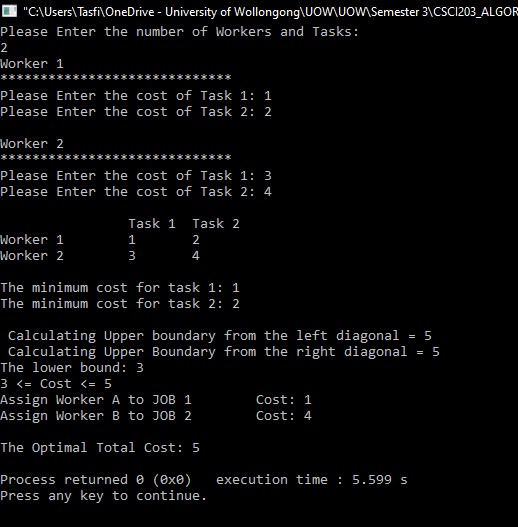 "C:\Users\Tasfi\OneDrive - University of Wollongong\UOW\UOW\Semester 3\CSCI203_ALGOR
Please Enter the number of Workers and Tasks:
2
Worker 1
*****************************
Please Enter the cost of Task 1: 1
Please Enter the cost of Task 2: 2
Worker 2
*****************************
Please Enter the cost of Task 1: 3
Please Enter the cost of Task 2: 4
Task 1 Task 2
Worker 1 1 2
Worker 2 3 4
The minimum cost for task 1: 1
The minimum cost for task 2: 2
Calculating Upper boundary from the left diagonal = 5
Calculating Upper Boundary from the right diagonal = 5
The lower bound: 3
3 <= Cost <= 5
Assign Worker A to JOB 1 Cost: 1
Assign Worker B to JOB 2 Cost: 4
The Optimal Total Cost: 5
Process returned 0 (0x0) execution time : 5.599 s
Press any key to continue.